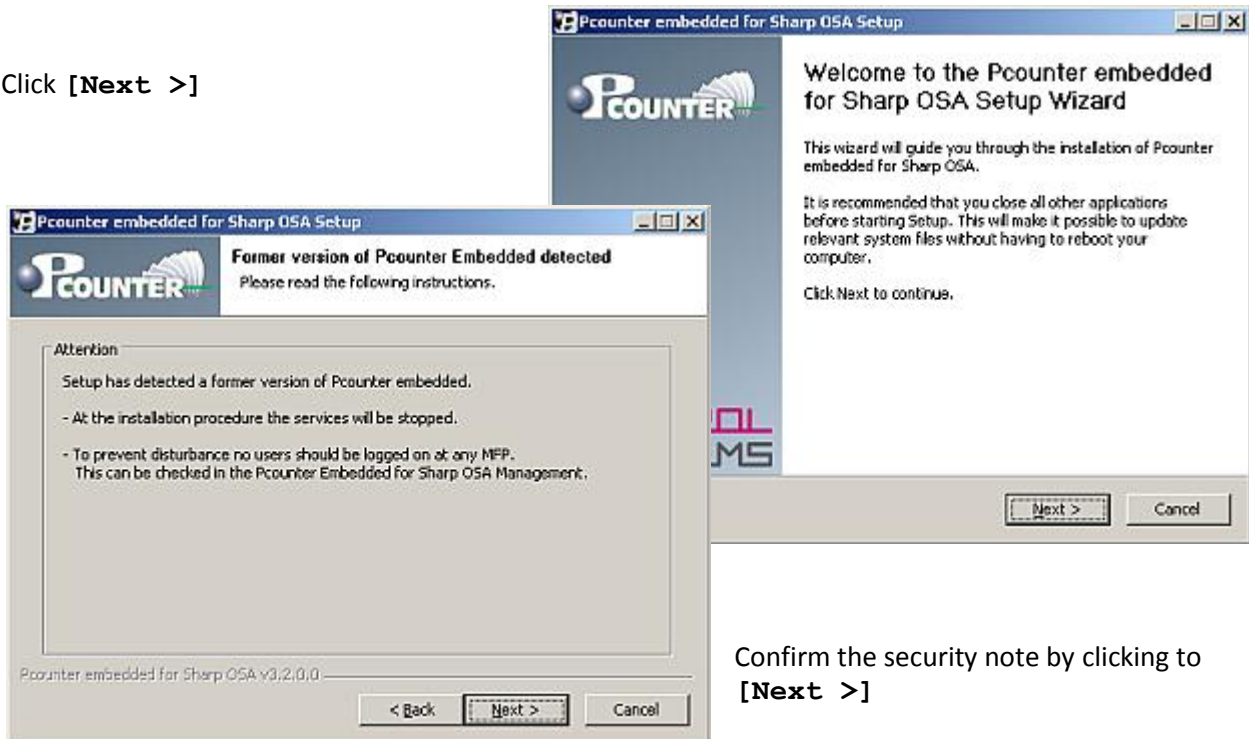 Click [Next >]
Pcounter embedded for Sharp OSA Setup
PCOUNTER
Welcome to the Pcounter embedded
for Sharp OSA Setup Wizard
This wizard will guide you through the installation of Pcounter
embedded for Sharp OSA.
It is recommended that you close all other applications
before starting Setup. This will make it possible to update
relevant system files without having to reboot your
computer.
Click Next to continue.
Next >
Cancel
Pcounter embedded for Sharp OSA Setup
PCOUNTER
Former version of Pcounter Embedded detected
Please read the following instructions.
Attention
Setup has detected a former version of Pcounter embedded.
- At the installation procedure the services will be stopped.
- To prevent disturbance no users should be logged on at any MFP.
This can be checked in the Pcounter Embedded for Sharp OSA Management.
Pcounter embedded for Sharp OSA v3.2.0.0
< Back
Next >
Cancel
Confirm the security note by clicking to
[Next >]